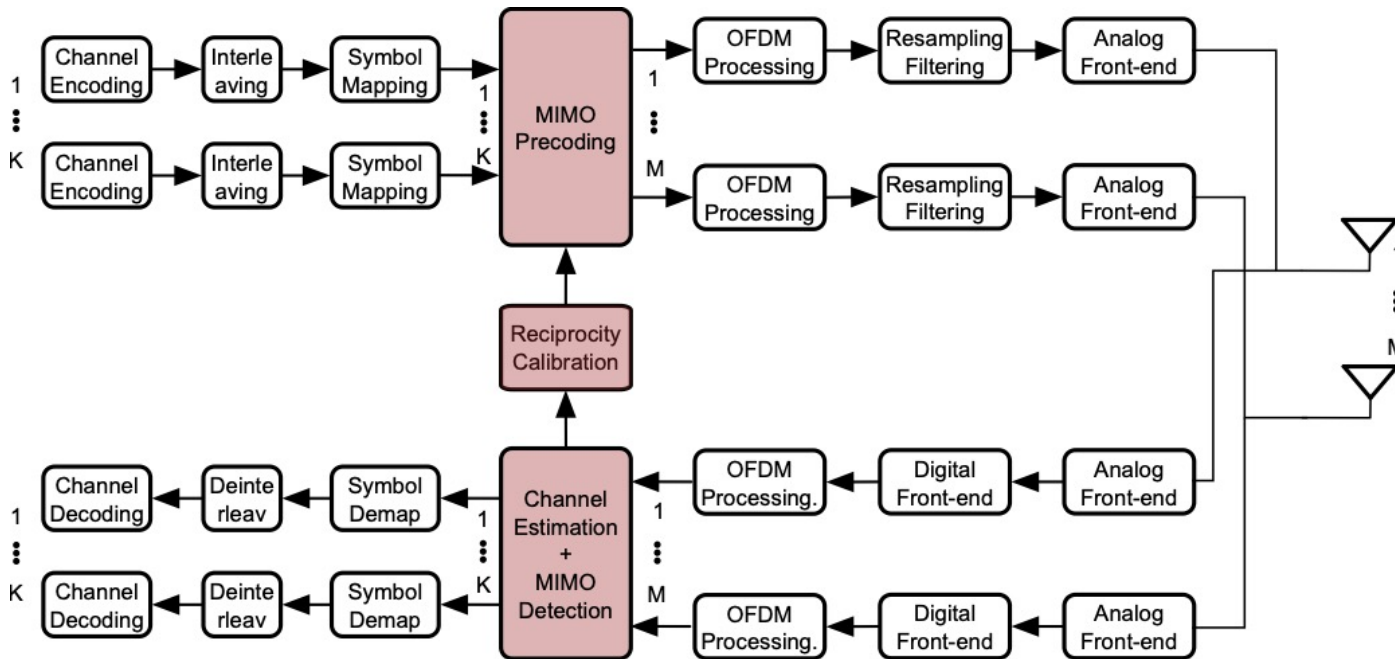 Channel
Encoding
Interle
aving
Symbol
Mapping
MIMO
Precoding
OFDM
Processing
Resampling
Filtering
Analog
Front-end
1
K
1
K
1
M
Channel
Encoding
Interle
aving
Symbol
Mapping
OFDM
Processing
Resampling
Filtering
Analog
Front-end
Reciprocity
Calibration
M
Channel
Decoding
Deinte
rleav
Symbol
Demap
Channel
Estimation
+
MIMO
Detection
OFDM
Processing.
Digital
Front-end
Analog
Front-end
1
K
1
K
1
M
Channel
Decoding
Deinte
rleav
Symbol
Demap
OFDM
Processing.
Digital
Front-end
Analog
Front-end